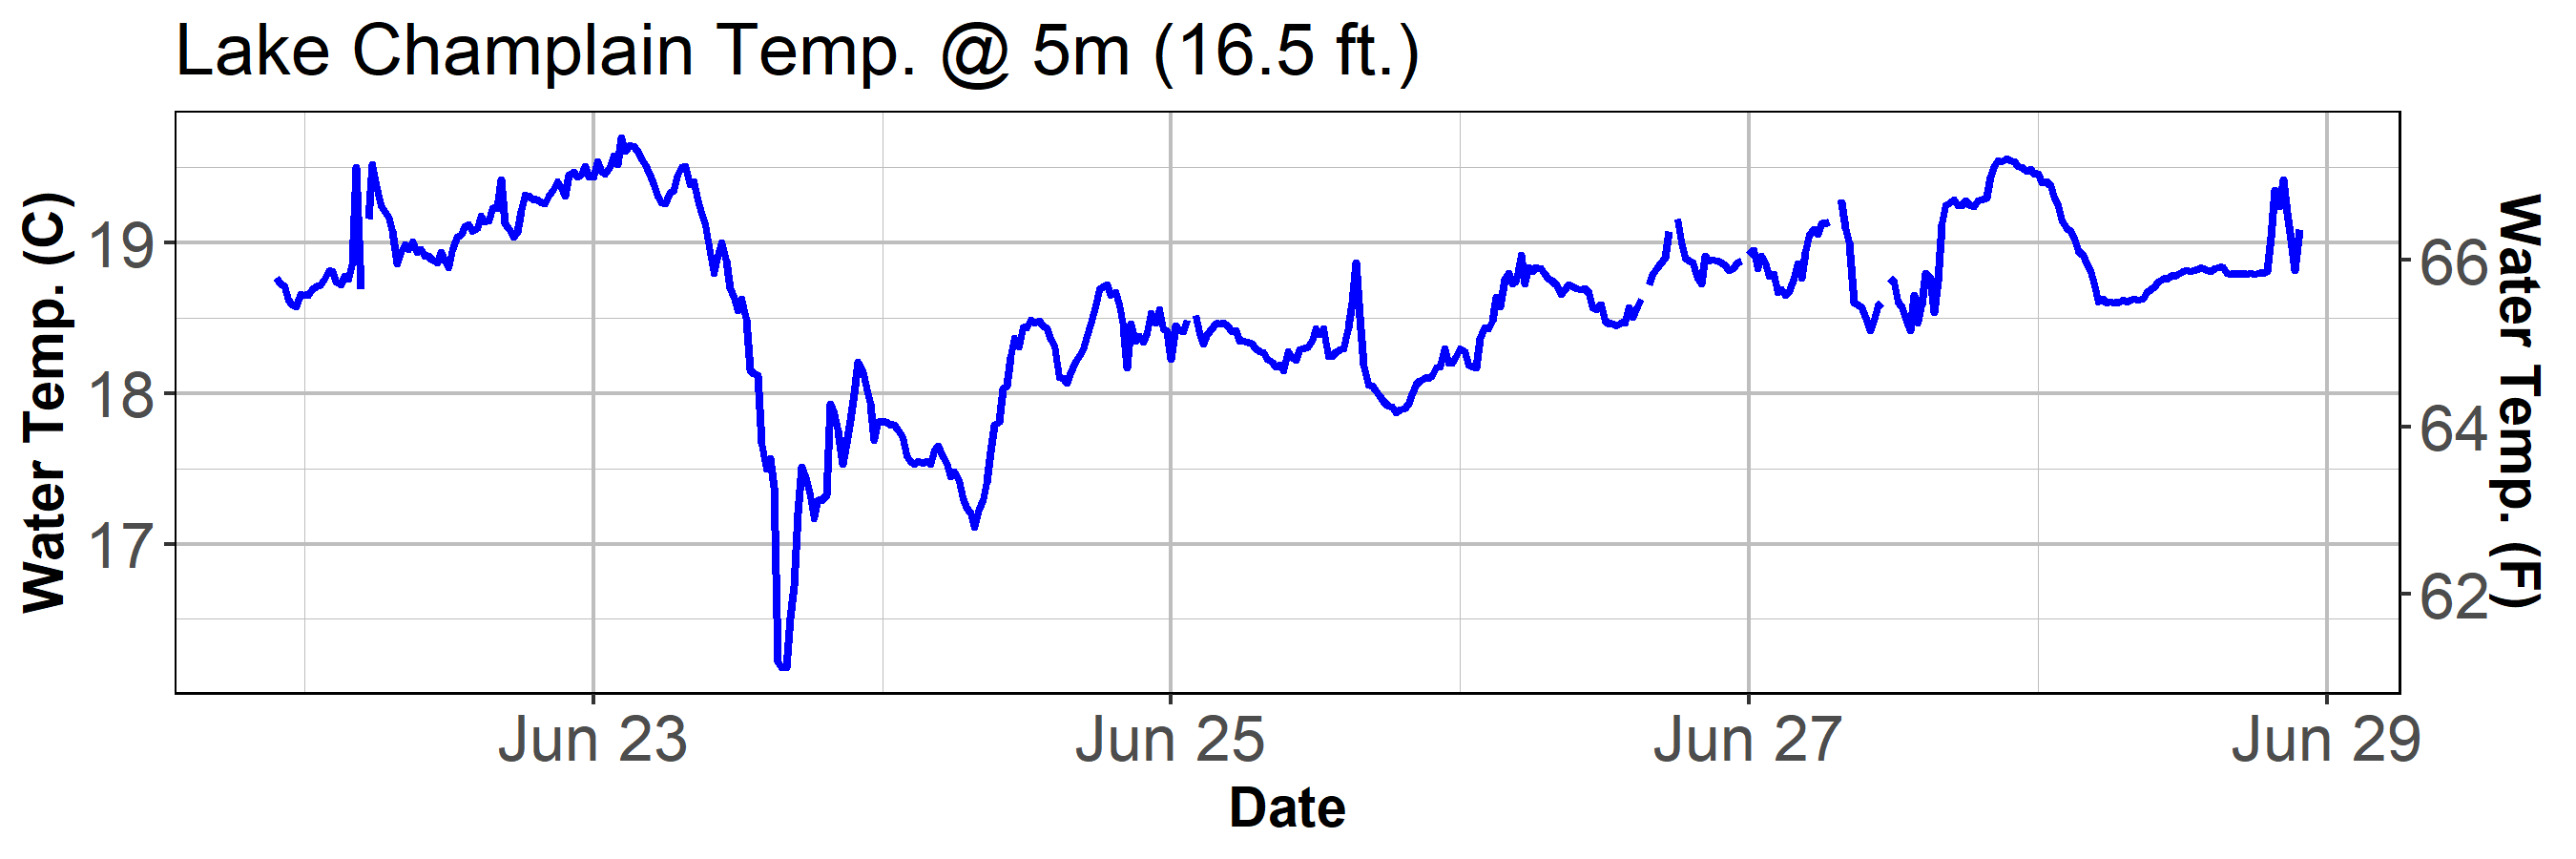 Lake Champlain Temp. @ 5m (16.5 ft.)
Water Temp. (C)
19
18
17
66
64
62
Water Temp. (F)
Jun 23
Jun 25
Jun 27
Jun 29
Date